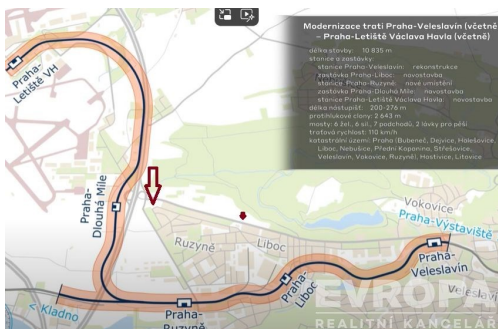 Modernizace trati Praha-Veleslavín (včetně)
– Praha-Letiště Václava Havla (včetně)
délka stavby: 10 835 m
stanice a zastávky:
stanice Praha-Veleslavín: rekonstrukce
zastávka Praha-Liboc: novostavba
stanice Praha-Ruzyně: nové umístění
zastávka Praha-Dlouhá Míle: novostavba
stanice Praha-Letiště Václava Havla: novostavba
délka nástupišť: 200-276 m
protihlukové clony: 2 643 m
mosty: 6 žel., 6 sil., 7 podchodů, 2 lávky pro pěší
traťová rychlost: 110 km/h
katastrální území: Praha (Bubeneč, Dejvice, Holešovice,
Liboc, Nebušice, Přední Kopanina, Střešovice,
Veleslavín, Vokovice, Ruzyně), Hostivice, Litovice
Praha-
Letiště VH
Praha-
Dlouhá Míle
Vokovice
Praha-Výstaviště
Ruzyně
Liboc
Praha-
Veleslavín
Veleslavín
Praha-
Liboc
< Kladno
Praha-
Ruzyně
EVROPA
REALITNÍ KANCELÁŘ